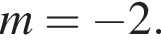 m = −2.